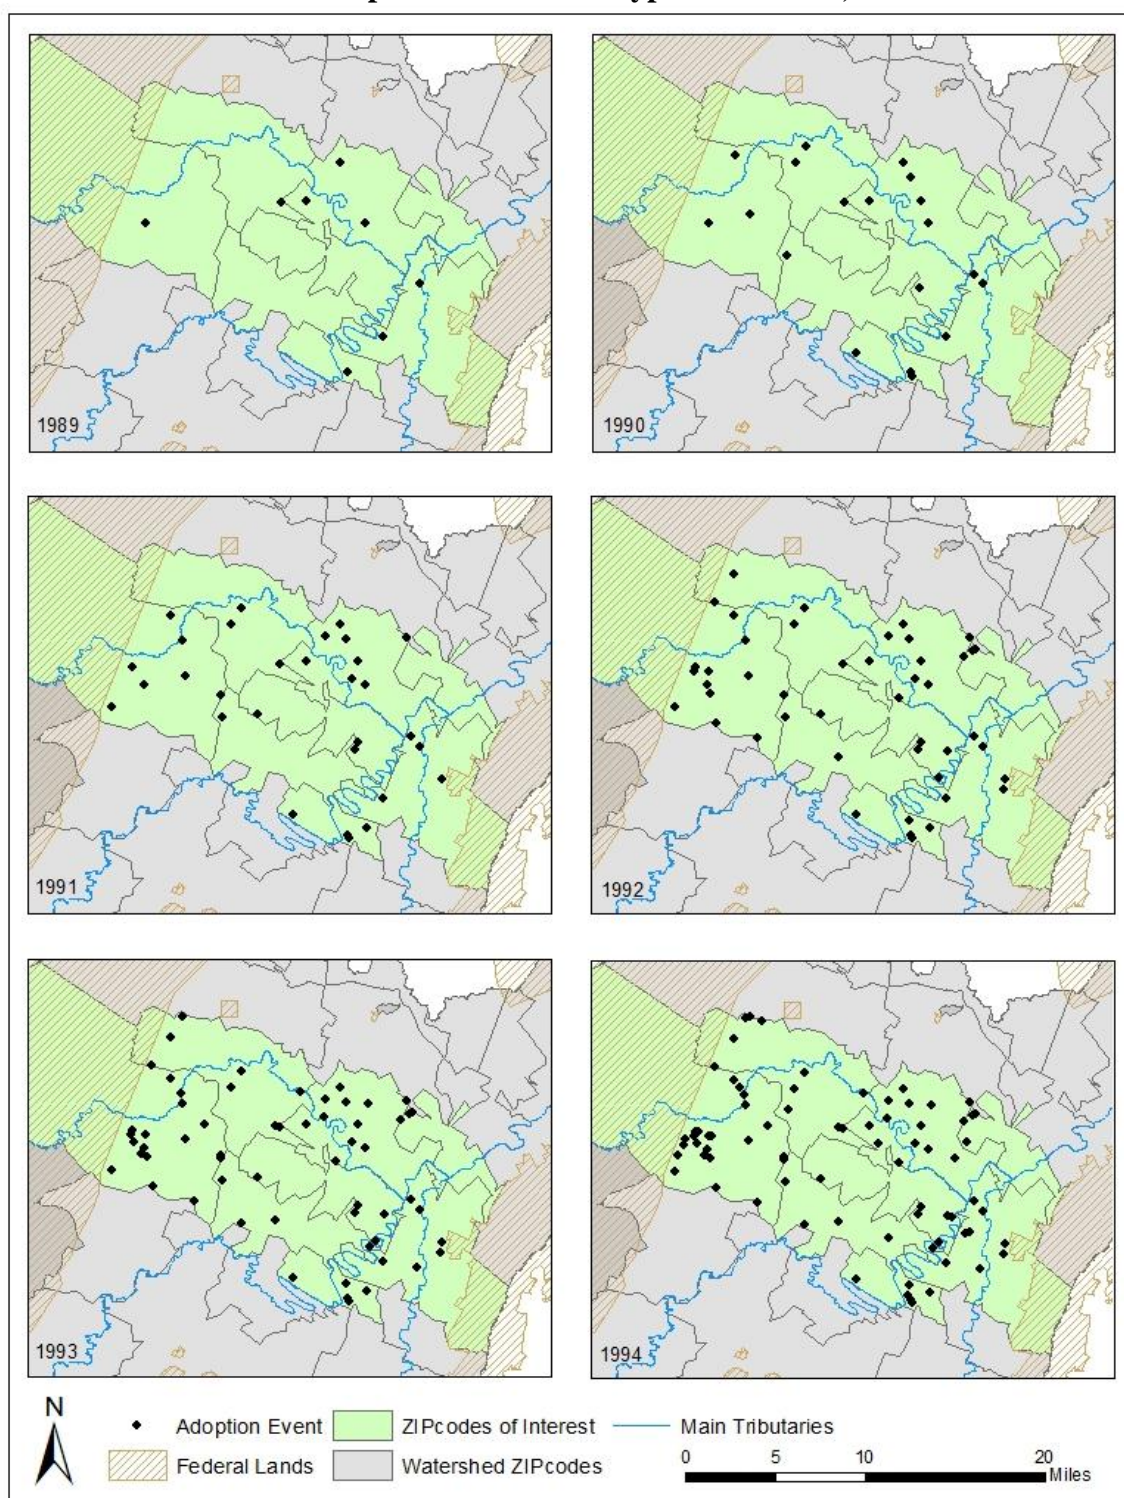 1989
1990
1991
1992
1993
1994
N
Adoption Event
ZIPcodes of Interest
Main Tributaries
Federal Lands
Watershed ZIPcodes
0 5 10 20
Miles